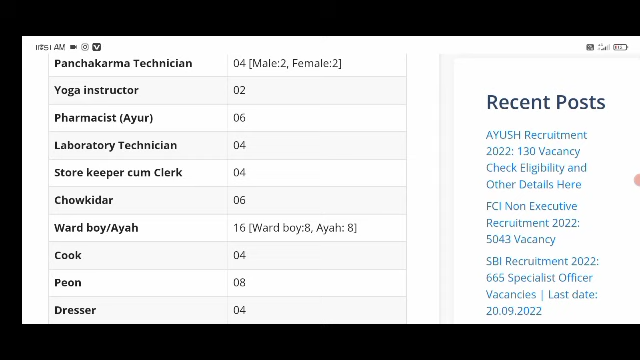 11:51 AM
Panchakarma Technician 04 [Male:2, Female:2]
Yoga instructor 02
Pharmacist (Ayur) 06
Laboratory Technician 04
Store keeper cum Clerk 04
Chowkidar 06
Ward boy/Ayah 16 [Ward boy:8, Ayah: 8]
Cook 04
Peon 08
Dresser 04
Recent Posts
AYUSH Recruitment
2022: 130 Vacancy
Check Eligibility and
Other Details Here
FCI Non Executive
Recruitment 2022:
5043 Vacancy
SBI Recruitment 2022:
665 Specialist Officer
Vacancies | Last date:
20.09.2022